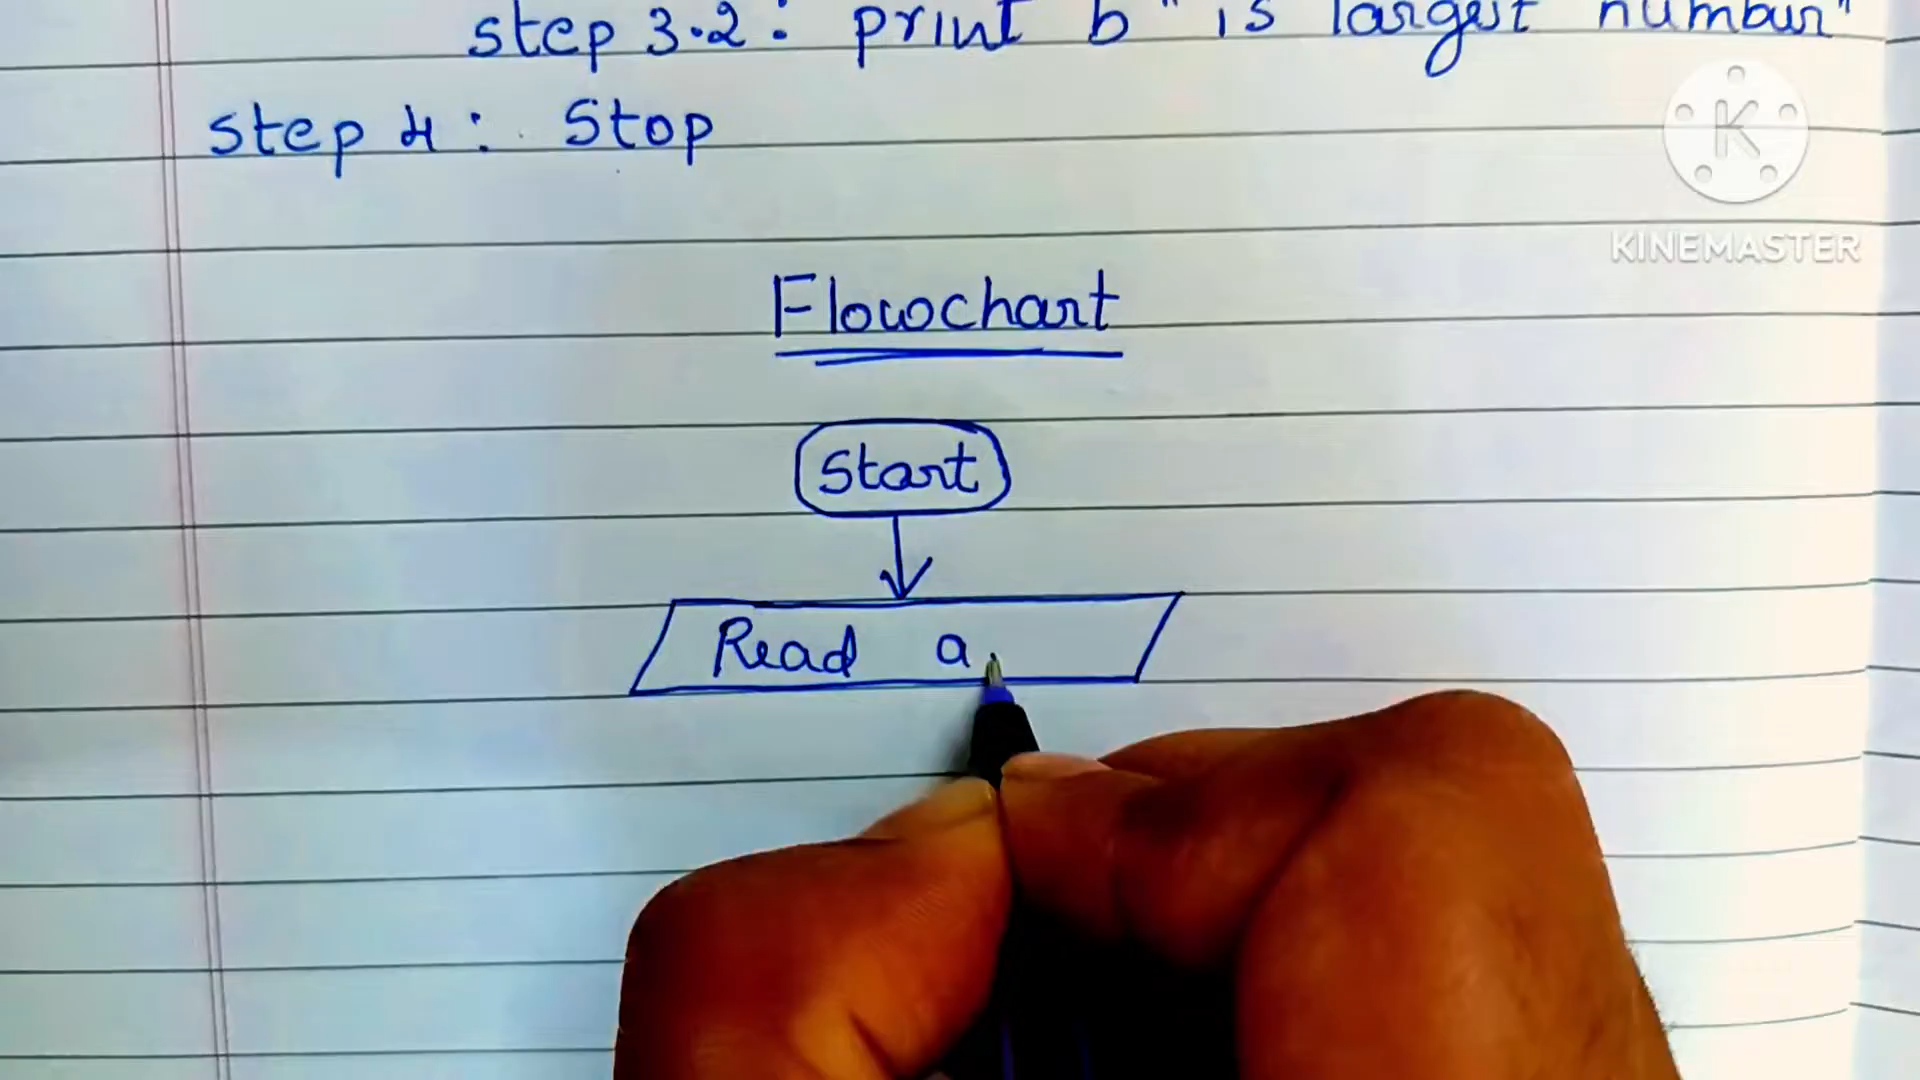 step 3.2: print b "is largest number"
step 4: Stop
K
KINEMASTER
Flowchart
Start
Read a,